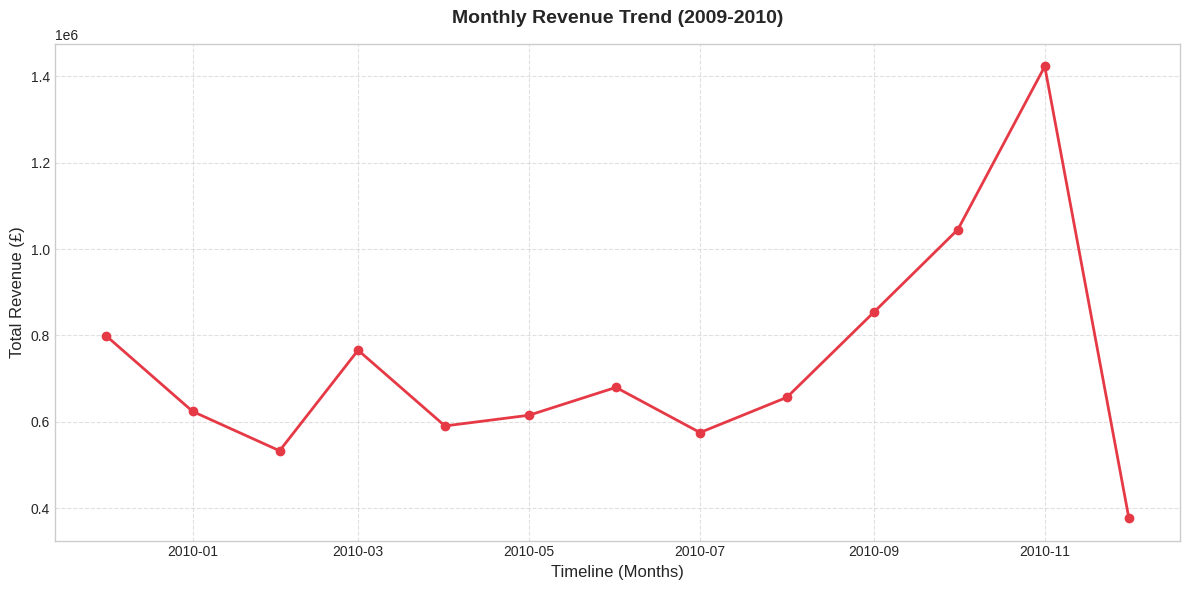 Monthly Revenue Trend (2009-2010)
1e6
1.4
1.2
1.0
0.8
0.6
0.4
Total Revenue (£)
2010-01 2010-03 2010-05 2010-07 2010-09 2010-11
Timeline (Months)